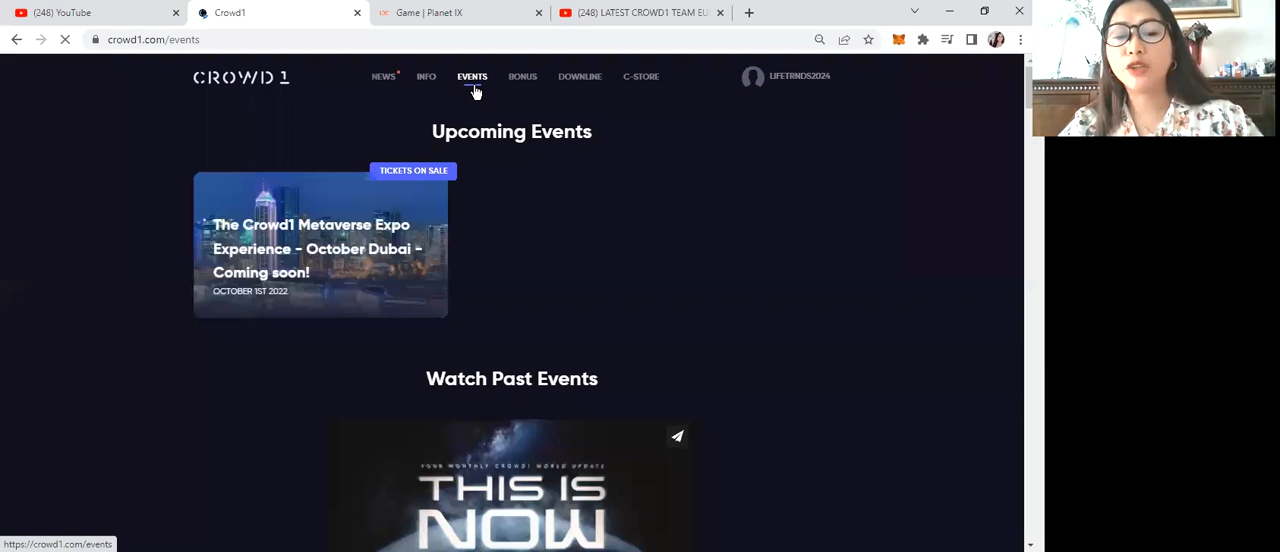 (248) YouTube
Crowd1
Game | Planet IX
(248) LATEST CROWD1 TEAM EU
crowd1.com/events
CROWD1
NEWS INFO EVENTS BONUS DOWNLINE C-STORE
LIFETRNDS2024
Upcoming Events
TICKETS ON SALE
The Crowd1 Metaverse Expo
Experience - October Dubai -
Coming soon!
OCTOBER 1ST 2022
Watch Past Events
YOUR MONTHLY CROWD1 WORLD UPDATE
THIS IS
NOW
https://crowd1.com/events